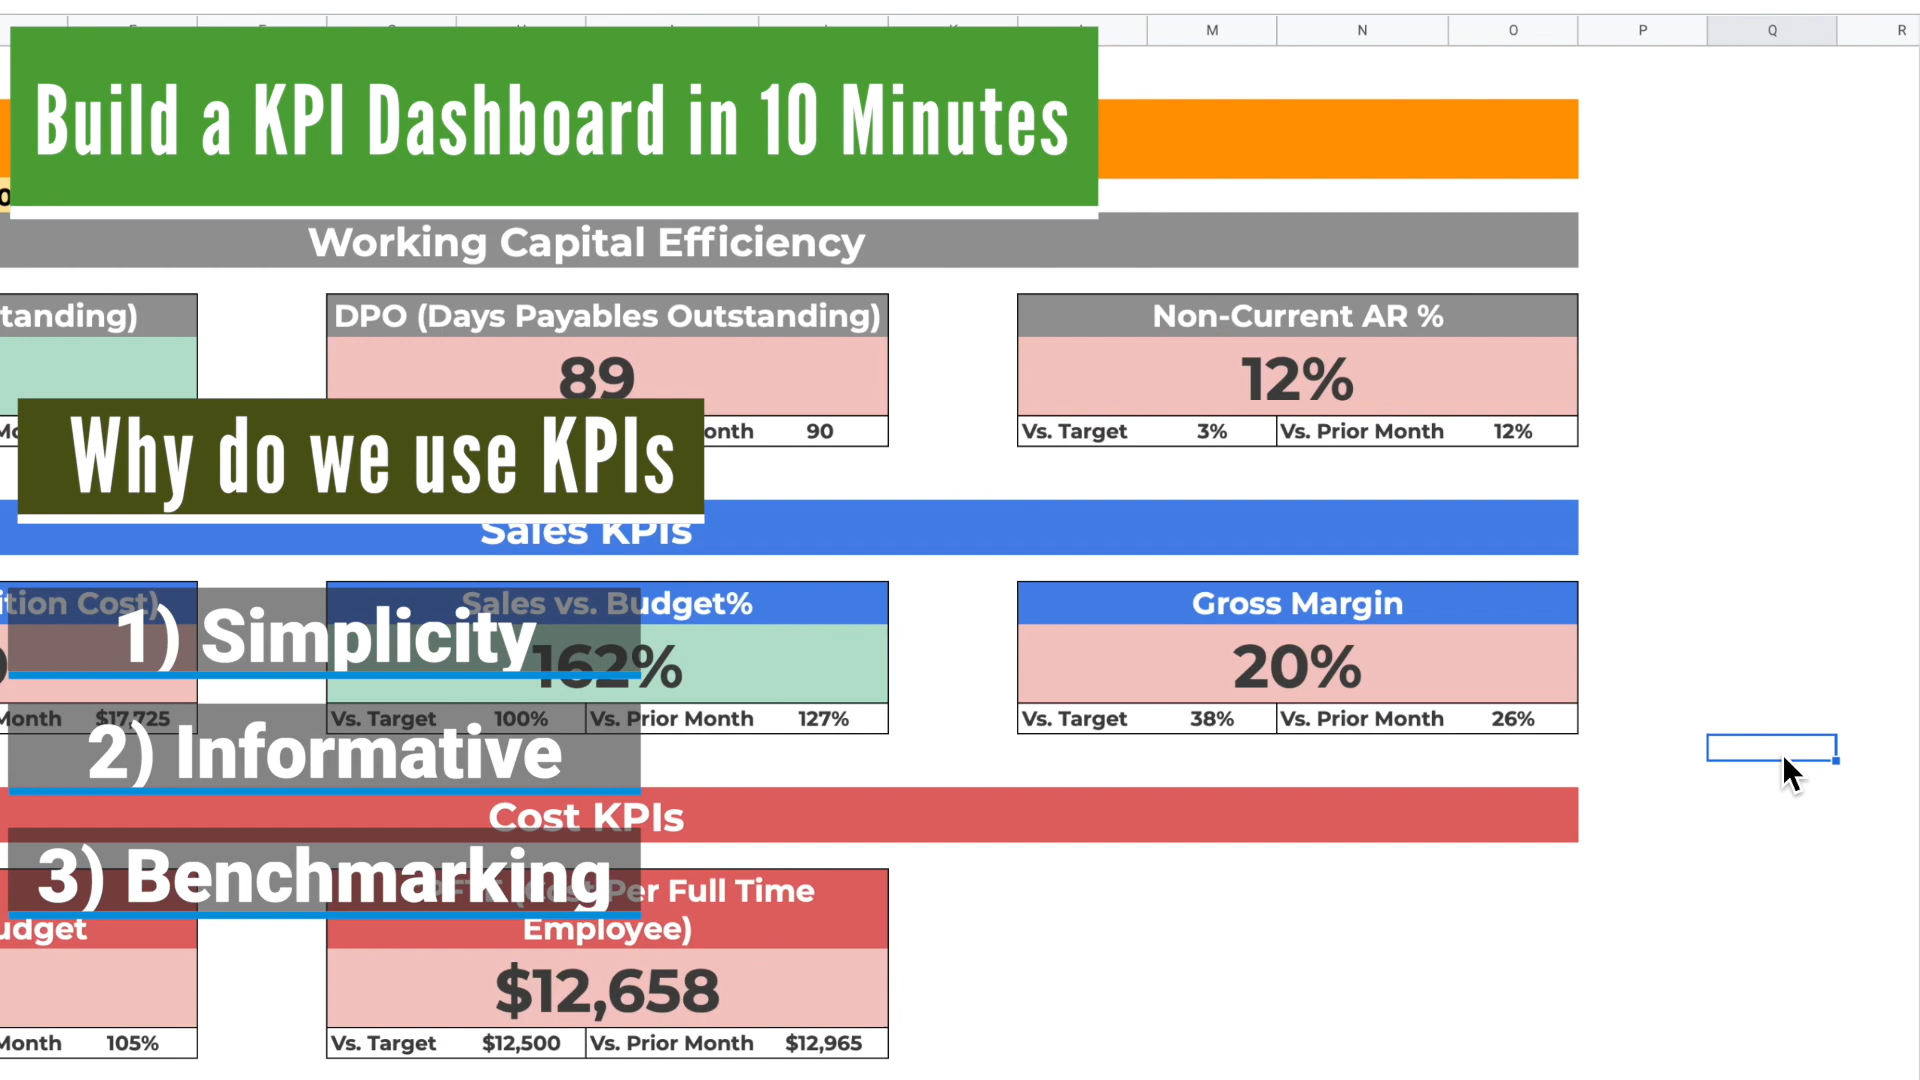 M N O P Q R
Build a KPI Dashboard in 10 Minutes
Working Capital Efficiency
tanding)
DPO (Days Payables Outstanding)
Non-Current AR %
89
12%
onth 90
Vs. Target 3% Vs. Prior Month 12%
Why do we use KPIs
Sales KPIs
ition Cost)
Sales vs. Budget%
Gross Margin
1) Simplicity
162%
20%
Month $17,725
Vs. Target 100% Vs. Prior Month 127%
Vs. Target 38% Vs. Prior Month 26%
2) Informative
Cost KPIs
3) Benchmarking
Per Full Time
Employee)
udget
$12,658
Month 105%
Vs. Target $12,500 Vs. Prior Month $12,965